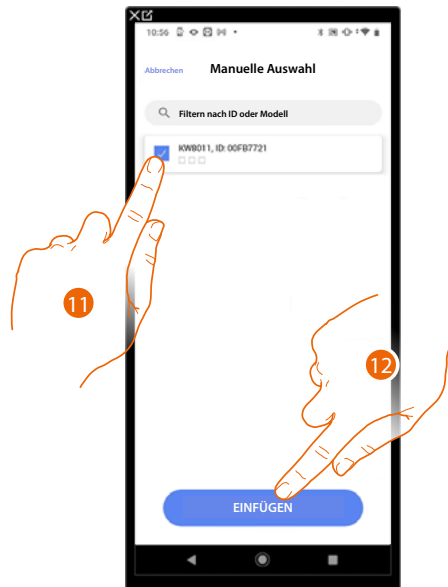 10:56
Abbrechen Manuelle Auswahl
Filtern nach ID oder Modell
KW8011, ID: 00FB7721
11
12
EINFÜGEN